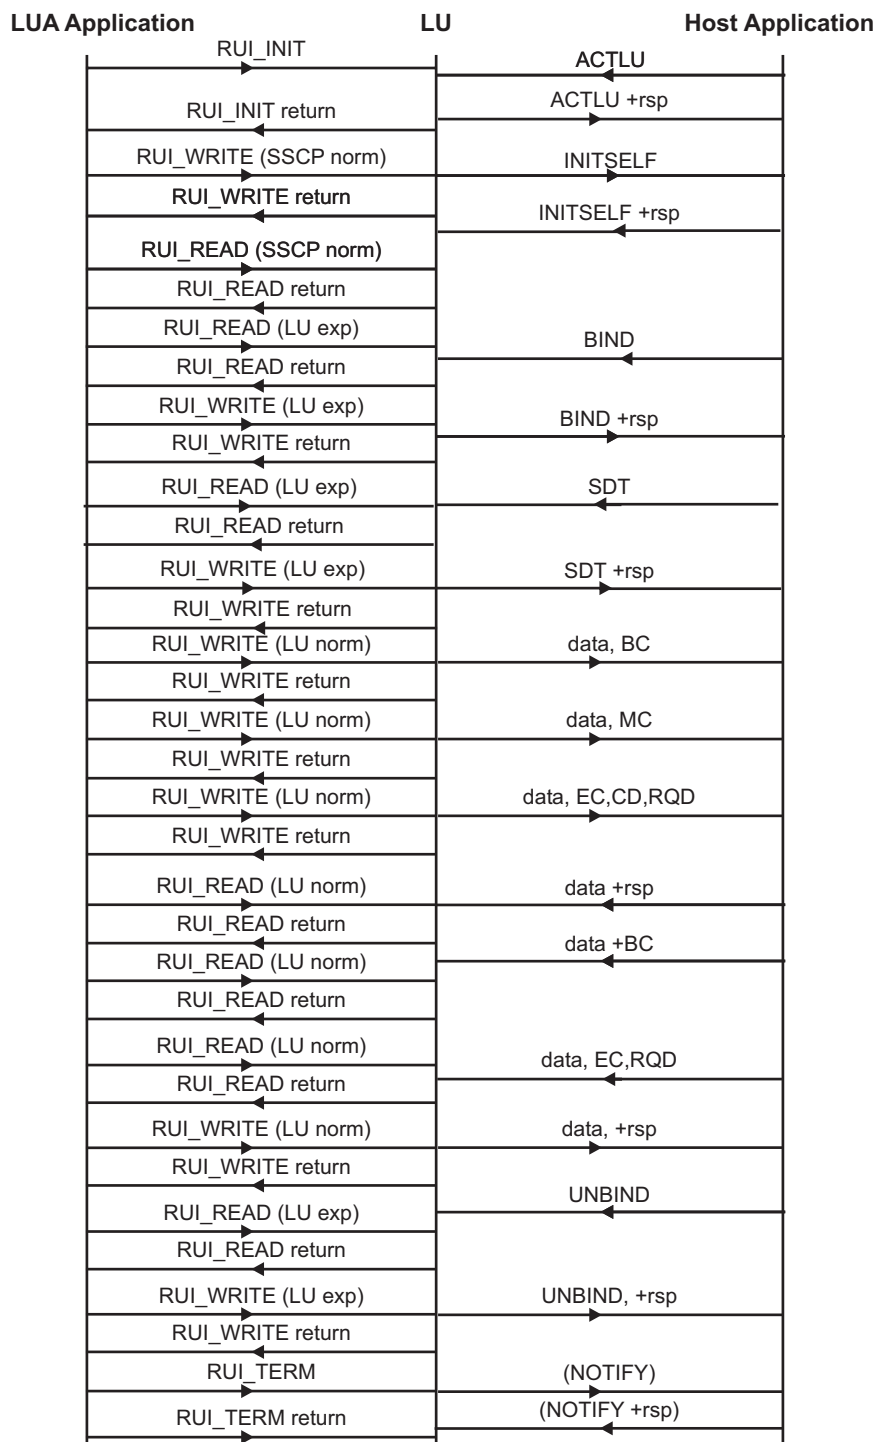 LUA Application LU Host Application
RUI_INIT
ACTLU
ACTLU +rsp
RUI_INIT return
RUI_WRITE (SSCP norm) INITSELF
RUI_WRITE return
INITSELF +rsp
RUI_READ (SSCP norm)
RUI_READ return
RUI_READ (LU exp)
BIND
RUI_READ return
RUI_WRITE (LU exp)
BIND +rsp
RUI_WRITE return
RUI_READ (LU exp) SDT
RUI_READ return
RUI_WRITE (LU exp) SDT +rsp
RUI_WRITE return
RUI_WRITE (LU norm) data, BC
RUI_WRITE return
RUI_WRITE (LU norm) data, MC
RUI_WRITE return
RUI_WRITE (LU norm) data, EC,CD,RQD
RUI_WRITE return
RUI_READ (LU norm) data +rsp
RUI_READ return
data +BC
RUI_READ (LU norm)
RUI_READ return
RUI_READ (LU norm)
data, EC,RQD
RUI_READ return
RUI_WRITE (LU norm) data, +rsp
RUI_WRITE return
UNBIND
RUI_READ (LU exp)
RUI_READ return
RUI_WRITE (LU exp) UNBIND, +rsp
RUI_WRITE return
RUI_TERM (NOTIFY)
(NOTIFY +rsp)
RUI_TERM return